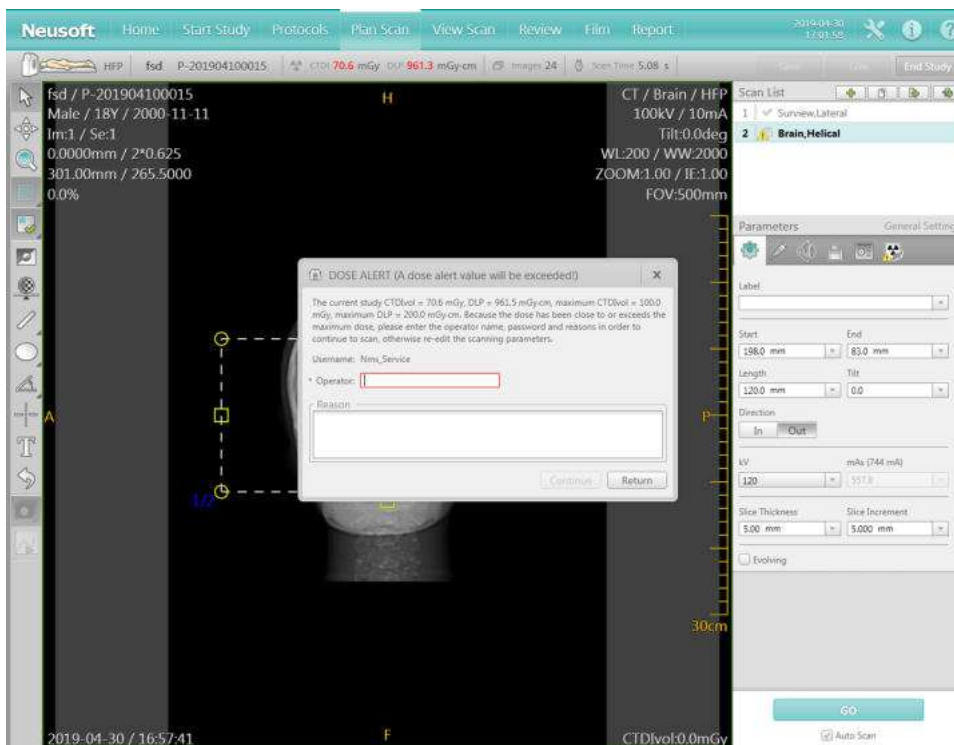 Neusoft Home Start Study Protocols Plan Scan View Scan Review Film Report 2019-04-30
17:01:58
HFP fsd P-201904100015 CTDI 70.6 mGy DLP 961.3 mGy·cm Images 24 Scan Time 5.08 s End Study
fsd / P-201904100015
Male / 18Y / 2000-11-11
Im:1 / Se:1
0.0000mm / 2*0.625
301.00mm / 265.5000
0.0%
H
CT / Brain / HFP
100kV / 10mA
Tilt:0.0deg
WL:200 / WW:2000
ZOOM:1.00 / IE:1.00
FOV:500mm
A
P
1/2
30cm
2019-04-30 / 16:57:41
F
CTDIvol:0.0mGy
DOSE ALERT (A dose alert value will be exceeded!)
The current study CTDIvol = 70.6 mGy, DLP = 961.5 mGy·cm, maximum CTDIvol = 100.0
mGy, maximum DLP = 200.0 mGy·cm. Because the dose has been close to or exceeds the
maximum dose, please enter the operator name, password and reasons in order to
continue to scan, otherwise re-edit the scanning parameters.
Username: Nms_Service
* Operator:
Reason
Continue Return
Scan List
1 Surview,Lateral
2 Brain,Helical
Parameters General Setting
Label
Start End
198.0 mm 83.0 mm
Length Tilt
120.0 mm 0.0
Direction
In Out
kV mAs (744 mA)
120 557.8
Slice Thickness Slice Increment
5.00 mm 5.000 mm
Evolving
GO
Auto Scan